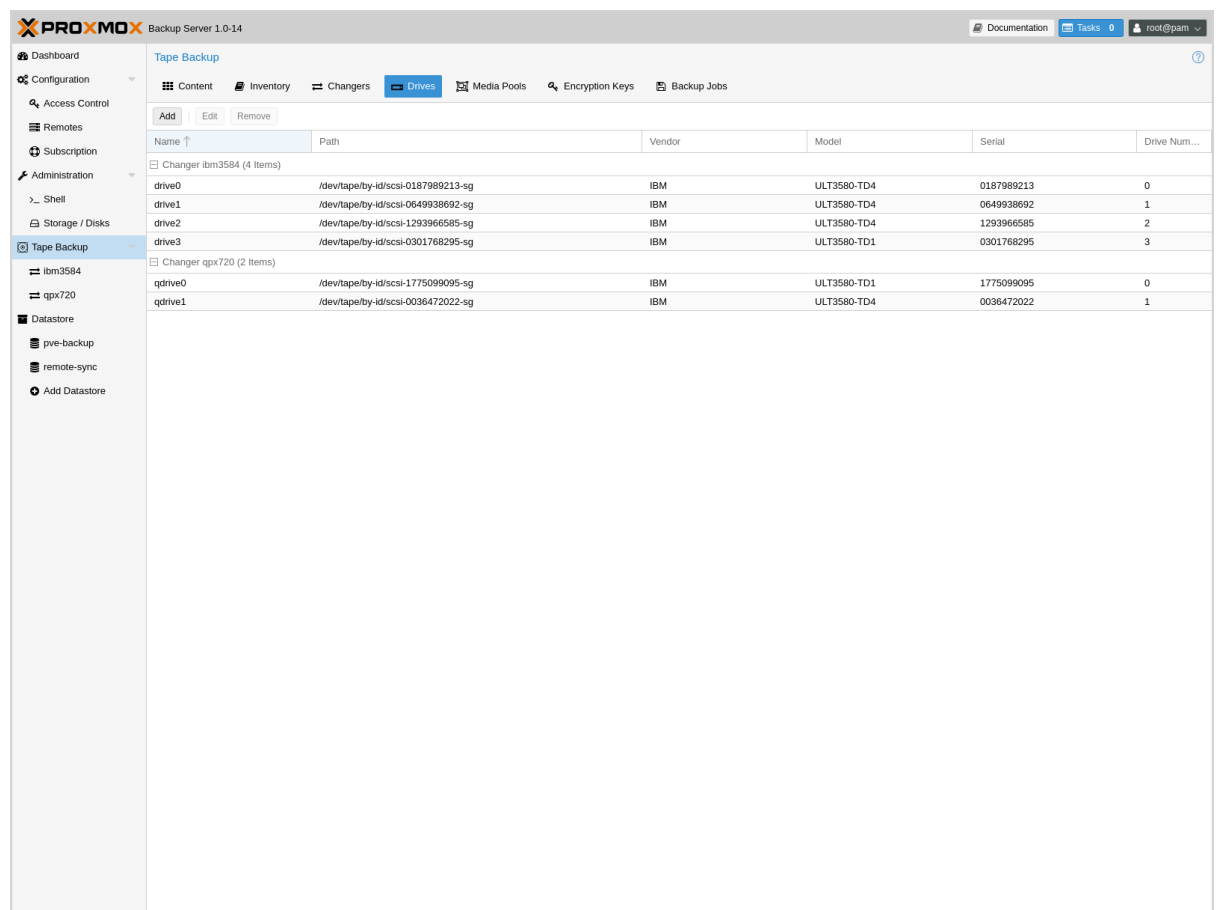 PROXMOX Backup Server 1.0-14 Documentation Tasks 0 root@pam
Dashboard
Configuration
Access Control
Remotes
Subscription
Administration
>_ Shell
Storage / Disks
Tape Backup
ibm3584
qpx720
Datastore
pve-backup
remote-sync
Add Datastore
Tape Backup
Content Inventory Changers Drives Media Pools Encryption Keys Backup Jobs
Add Edit Remove
Name Path Vendor Model Serial Drive Num...
Changer ibm3584 (4 Items)
drive0 /dev/tape/by-id/scsi-0187989213-sg IBM ULT3580-TD4 0187989213 0
drive1 /dev/tape/by-id/scsi-0649938692-sg IBM ULT3580-TD4 0649938692 1
drive2 /dev/tape/by-id/scsi-1293966585-sg IBM ULT3580-TD4 1293966585 2
drive3 /dev/tape/by-id/scsi-0301768295-sg IBM ULT3580-TD1 0301768295 3
Changer qpx720 (2 Items)
qdrive0 /dev/tape/by-id/scsi-1775099095-sg IBM ULT3580-TD1 1775099095 0
qdrive1 /dev/tape/by-id/scsi-0036472022-sg IBM ULT3580-TD4 0036472022 1